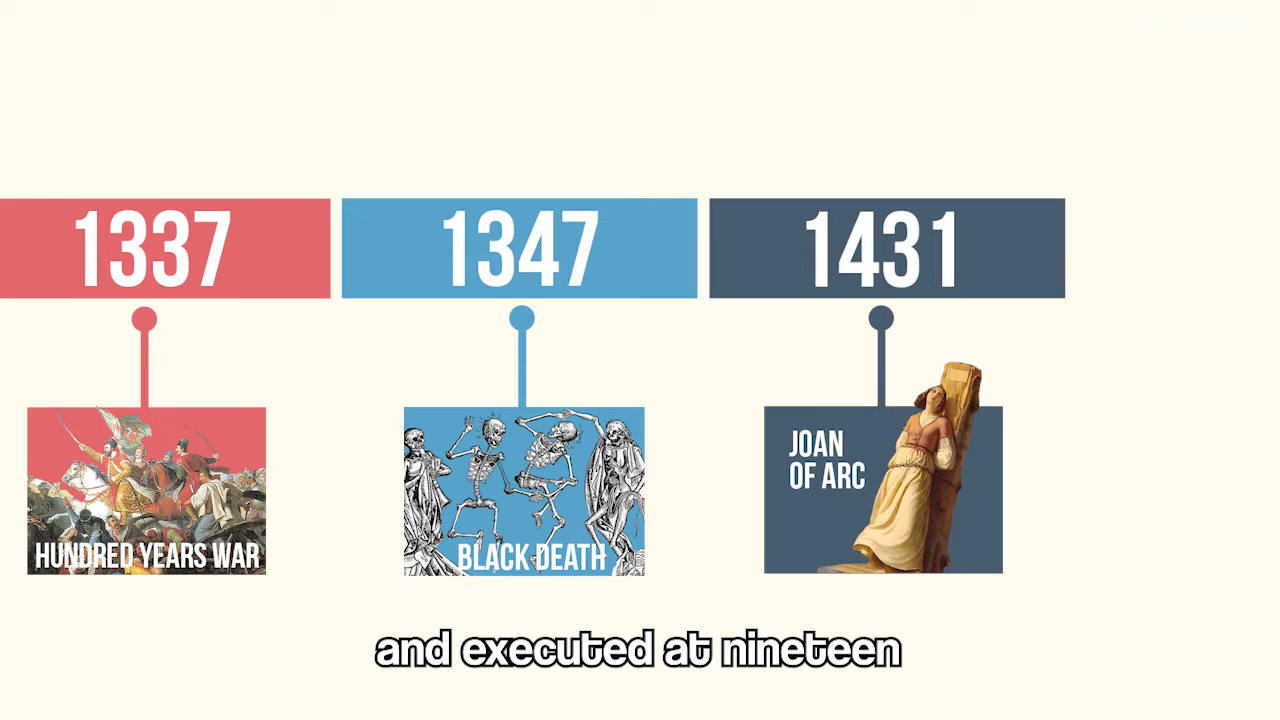 1337
1347
1431
HUNDRED YEARS WAR
BLACK DEATH
JOAN
OF ARC
and executed at nineteen